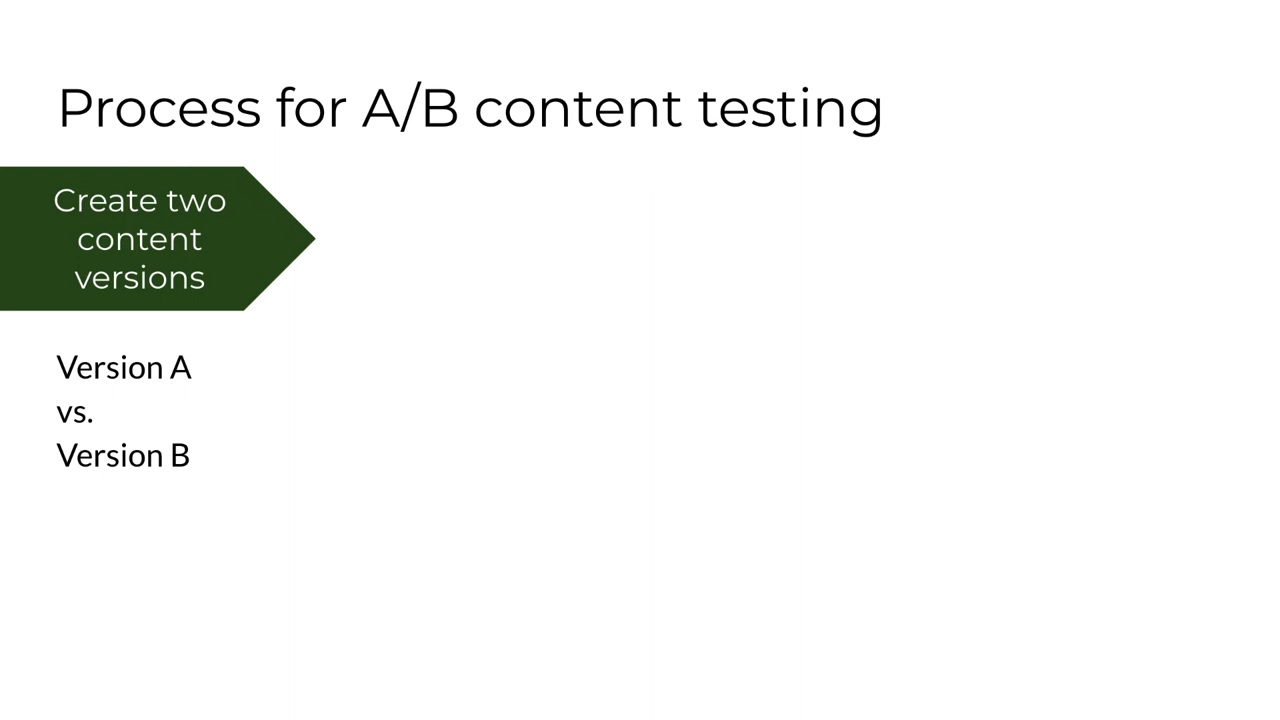 Process for A/B content testing
Create two
content
versions
Version A
vs.
Version B